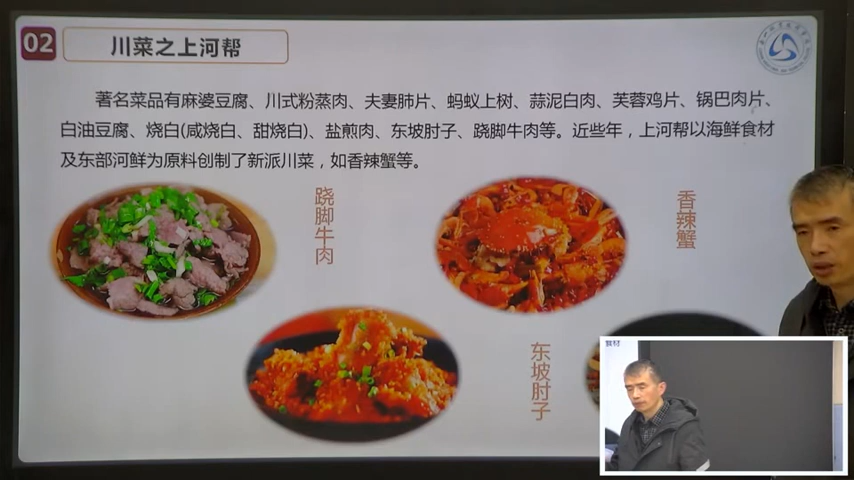 02
川菜之上河帮
著名菜品有麻婆豆腐、川式粉蒸肉、夫妻肺片、蚂蚁上树、蒜泥白肉、芙蓉鸡片、锅巴肉片、
白油豆腐、烧白(咸烧白、甜烧白)、盐煎肉、东坡肘子、跷脚牛肉等。近些年，上河帮以海鲜食材
及东部河鲜为原料创制了新派川菜，如香辣蟹等。
跷脚牛肉
香辣蟹
东坡肘子
食材